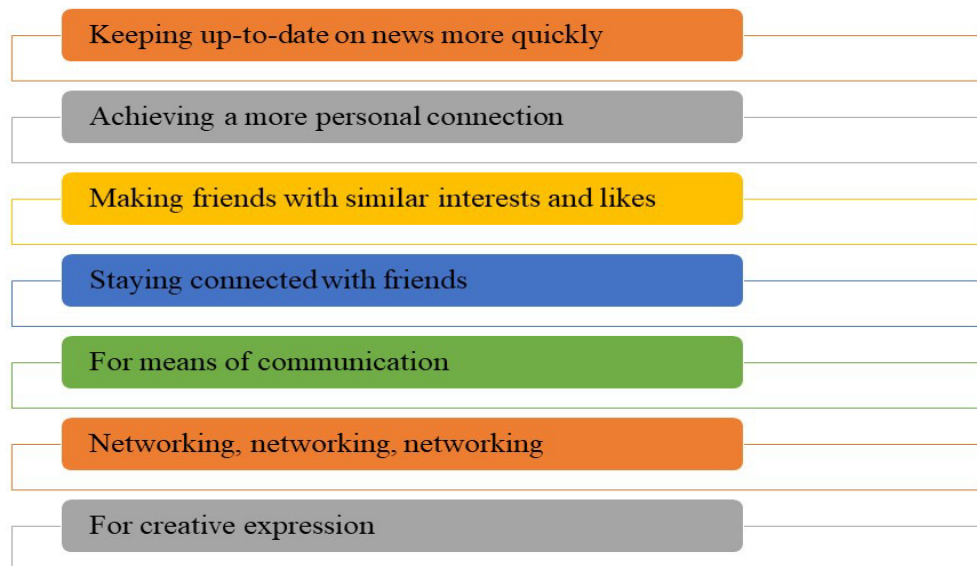 Keeping up-to-date on news more quickly
Achieving a more personal connection
Making friends with similar interests and likes
Staying connected with friends
For means of communication
Networking, networking, networking
For creative expression